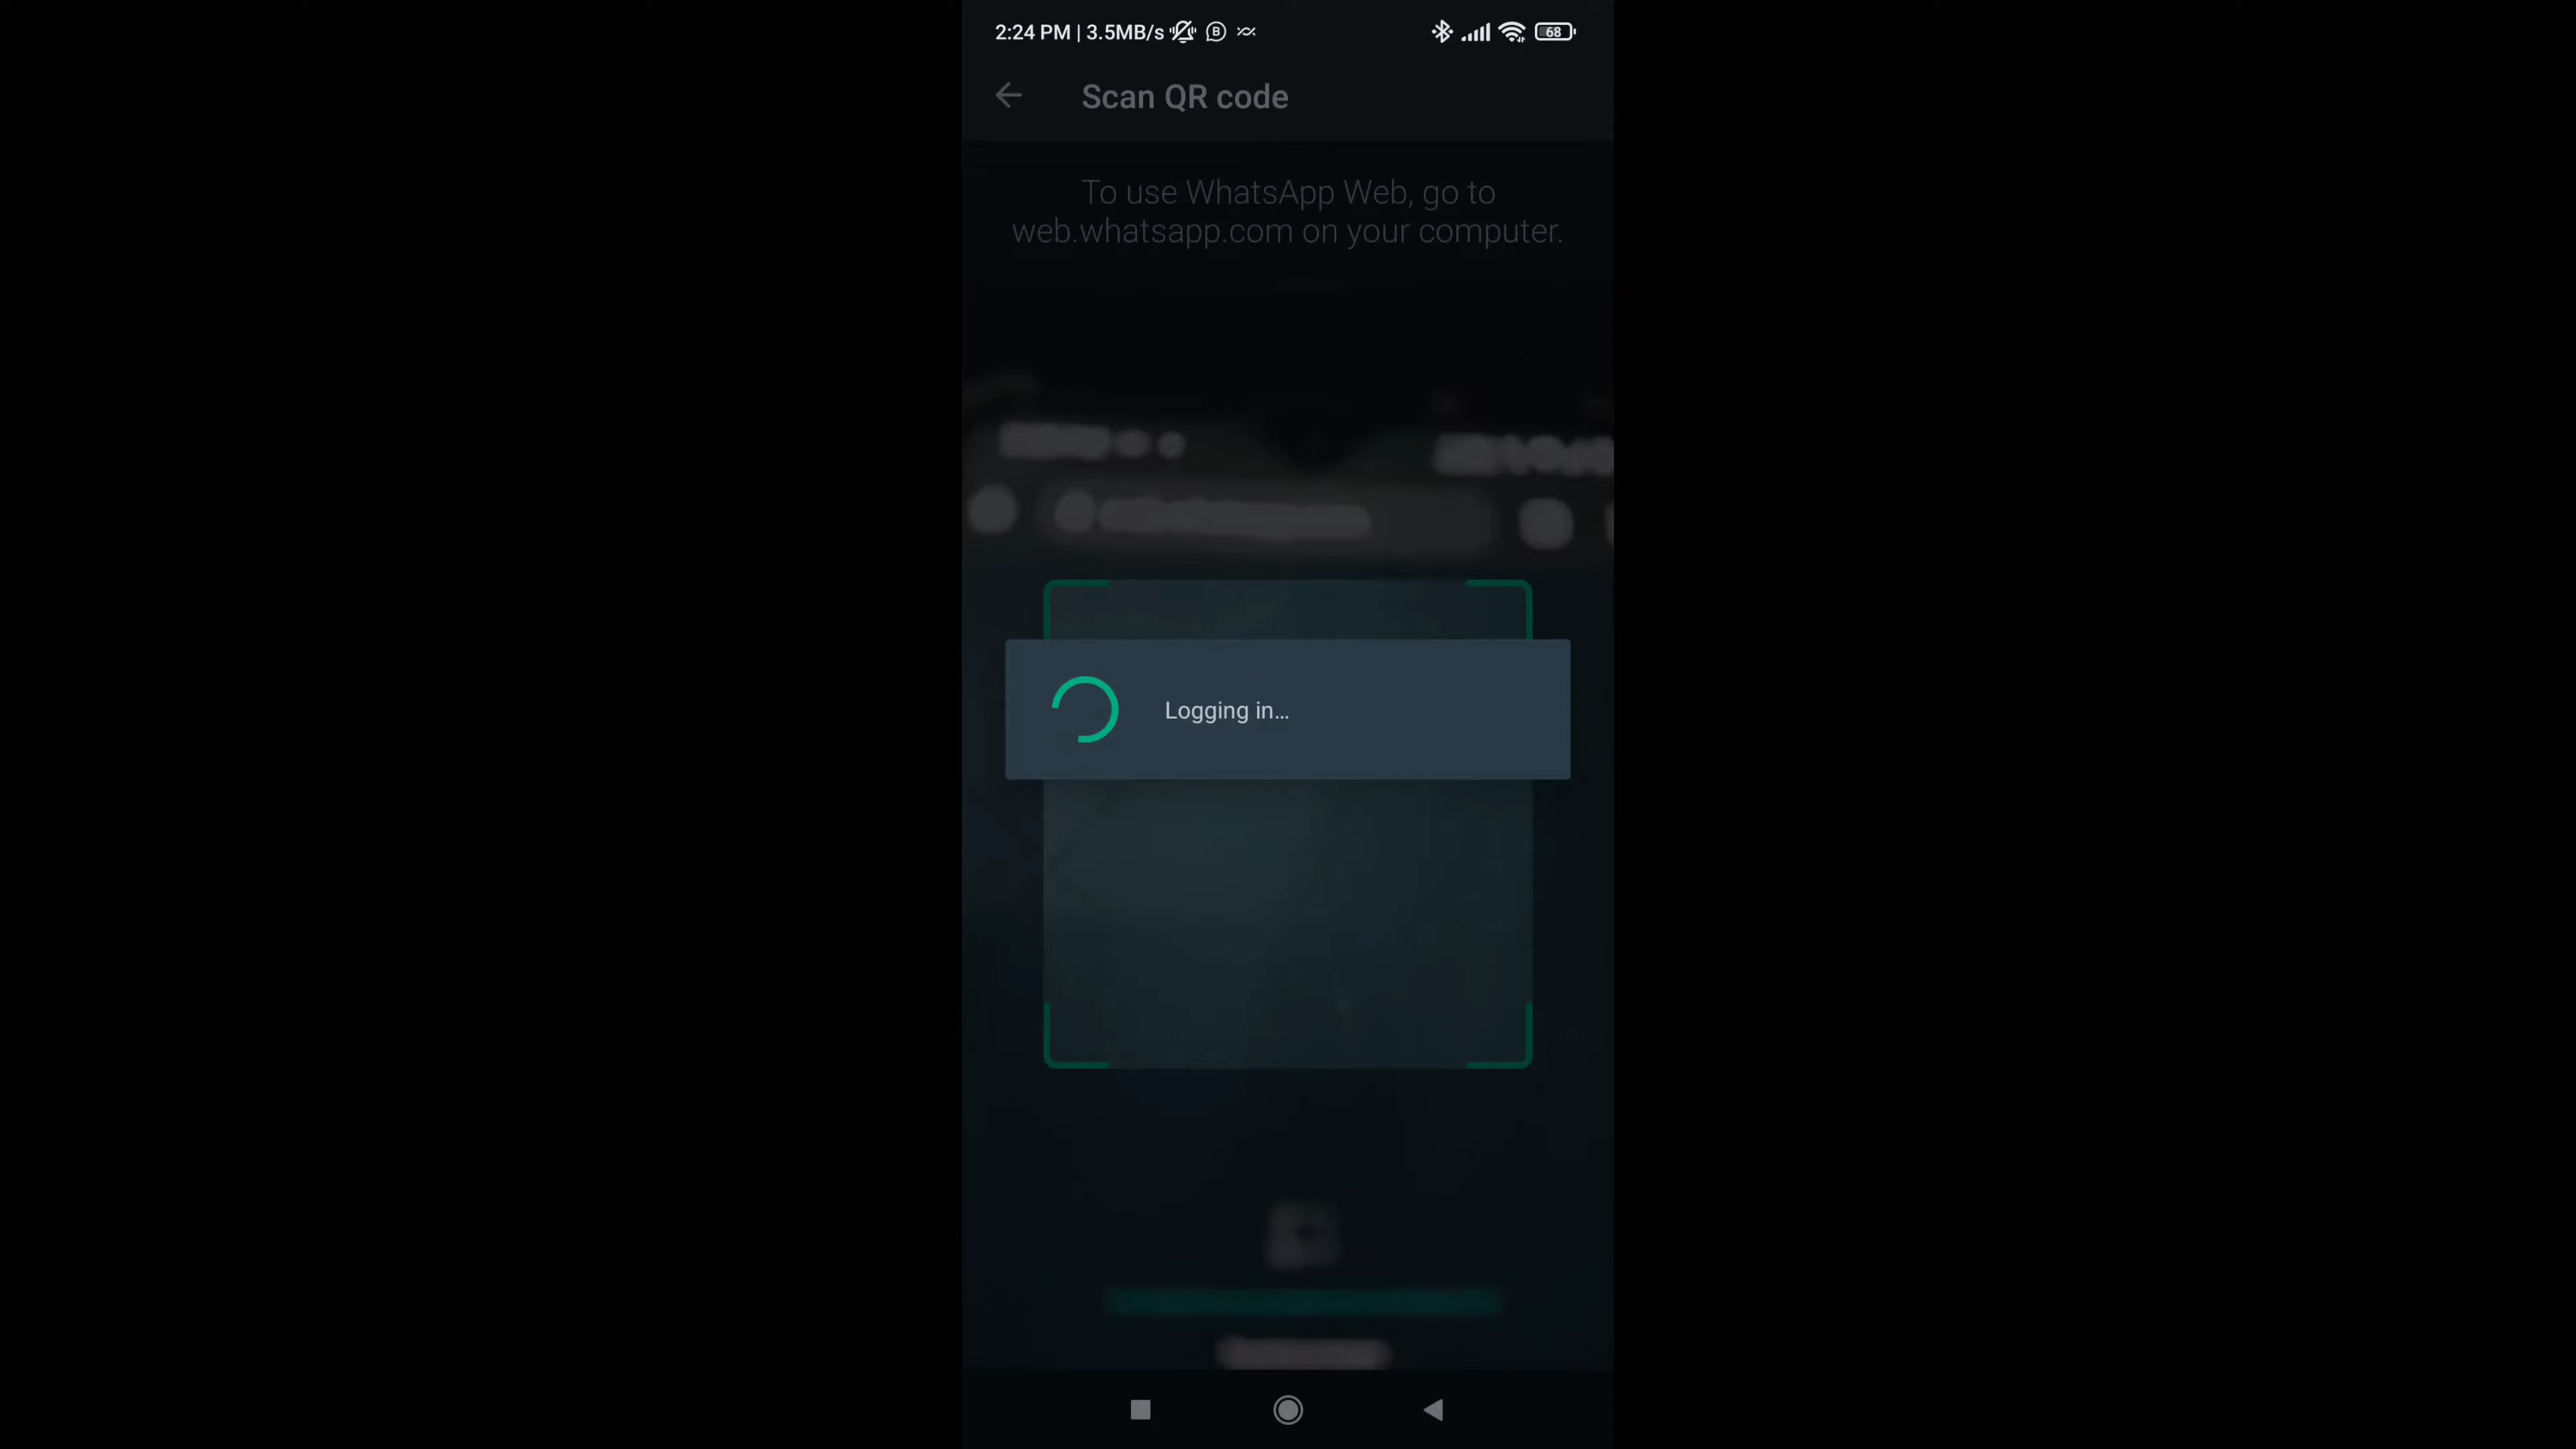 2:24 PM | 3.5MB/s B 68
Scan QR code
To use WhatsApp Web, go to
web.whatsapp.com on your computer.
Logging in...